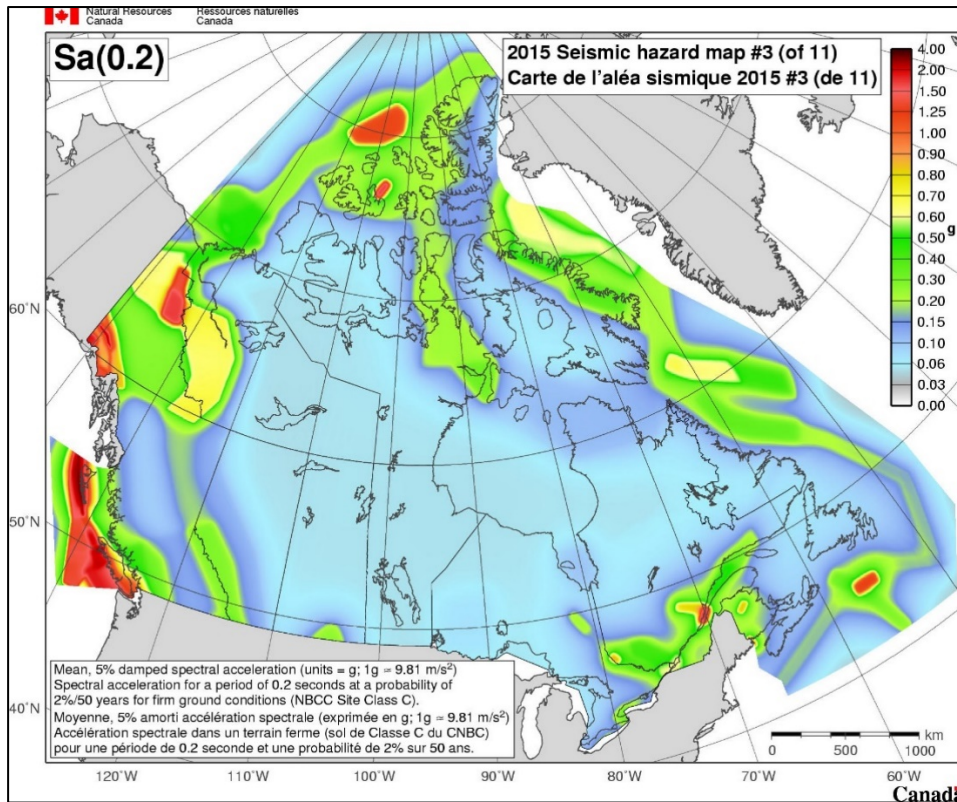 Natural Resources Ressources naturelles
Canada Canada
Sa(0.2)
2015 Seismic hazard map #3 (of 11)
Carte de l'aléa sismique 2015 #3 (de 11)
4.00
2.00
1.50
1.25
1.00
0.90
0.80
0.70
0.60
0.50
0.40
0.30
0.20
0.15
0.10
0.06
0.03
0.00
g
60°N
50°N
40°N
Mean, 5% damped spectral acceleration (units = g; 1g = 9.81 m/s²)
Spectral acceleration for a period of 0.2 seconds at a probability of
2%/50 years for firm ground conditions (NBCC Site Class C).
Moyenne, 5% amorti accélération spectrale (exprimée en g; 1g = 9.81 m/s²)
Accélération spectrale dans un terrain ferme (sol de Classe C du CNBC)
pour une période de 0.2 seconde et une probabilité de 2% sur 50 ans.
km
0 500 1000
120°W 110°W 100°W 90°W 80°W 70°W 60°W
Canada